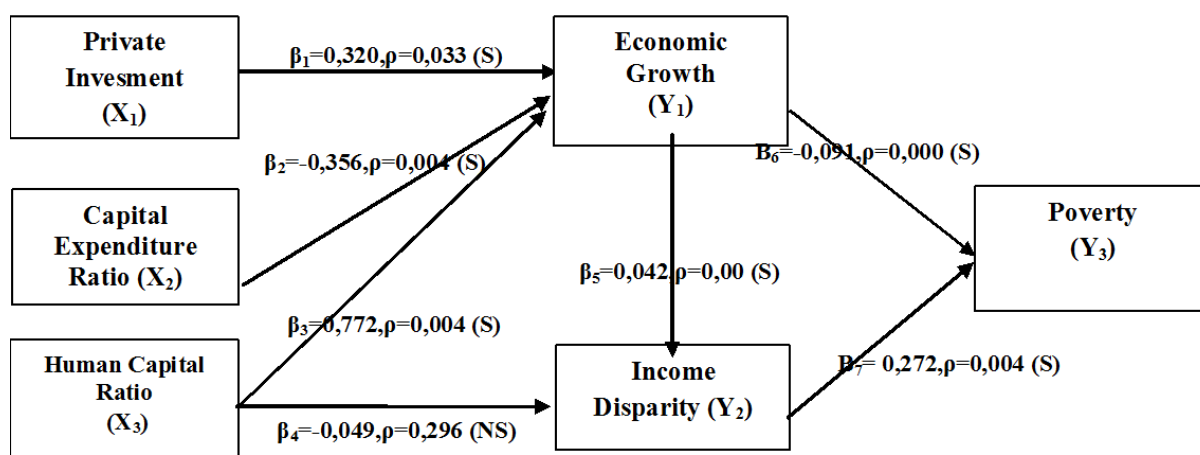 Private
Invesment
(X₁)
β₁=0,320,ρ=0,033 (S)
Economic
Growth
(Y₁)
β₂=-0,356,ρ=0,004 (S)
B₆=-0,091,ρ=0,000 (S)
Capital
Expenditure
Ratio (X₂)
Poverty
(Y₃)
β₅=0,042,ρ=0,00 (S)
β₃=0,772,ρ=0,004 (S)
Human Capital
Ratio
(X₃)
Income
Disparity (Y₂)
B₇= 0,272,ρ=0,004 (S)
β₄=-0,049,ρ=0,296 (NS)